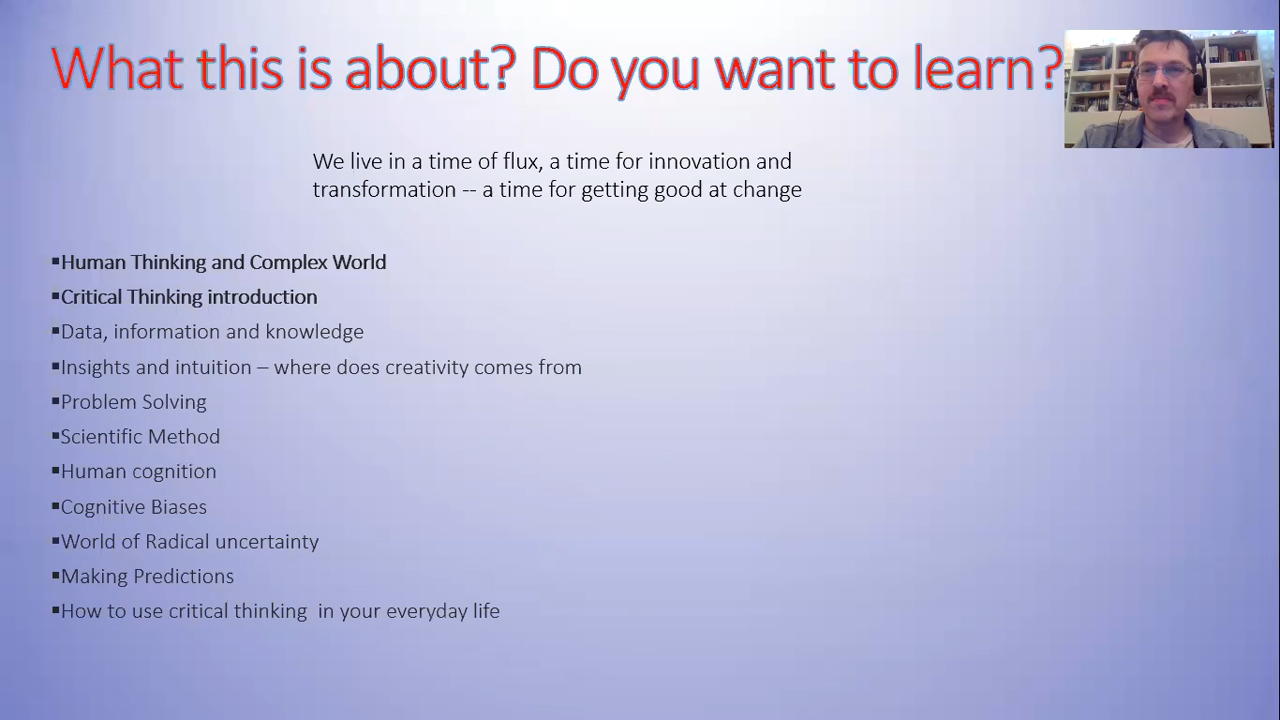 What this is about? Do you want to learn?
We live in a time of flux, a time for innovation and
transformation -- a time for getting good at change
▪Human Thinking and Complex World
▪Critical Thinking introduction
▪Data, information and knowledge
▪Insights and intuition – where does creativity comes from
▪Problem Solving
▪Scientific Method
▪Human cognition
▪Cognitive Biases
▪World of Radical uncertainty
▪Making Predictions
▪How to use critical thinking  in your everyday life